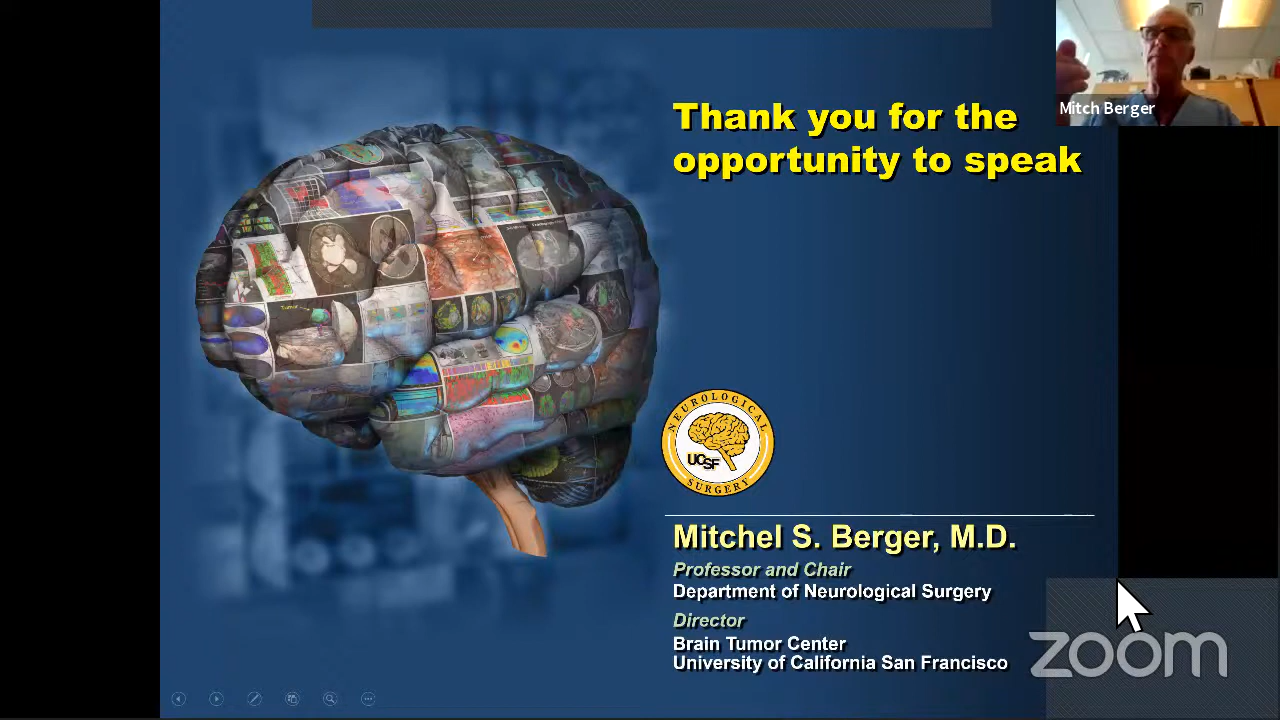 Thank you for the
opportunity to speak
Mitch Berger
Tumor
NEUROLOGICAL
UCSF
SURGERY
Mitchel S. Berger, M.D.
Professor and Chair
Department of Neurological Surgery
Director
Brain Tumor Center
University of California San Francisco
zoom